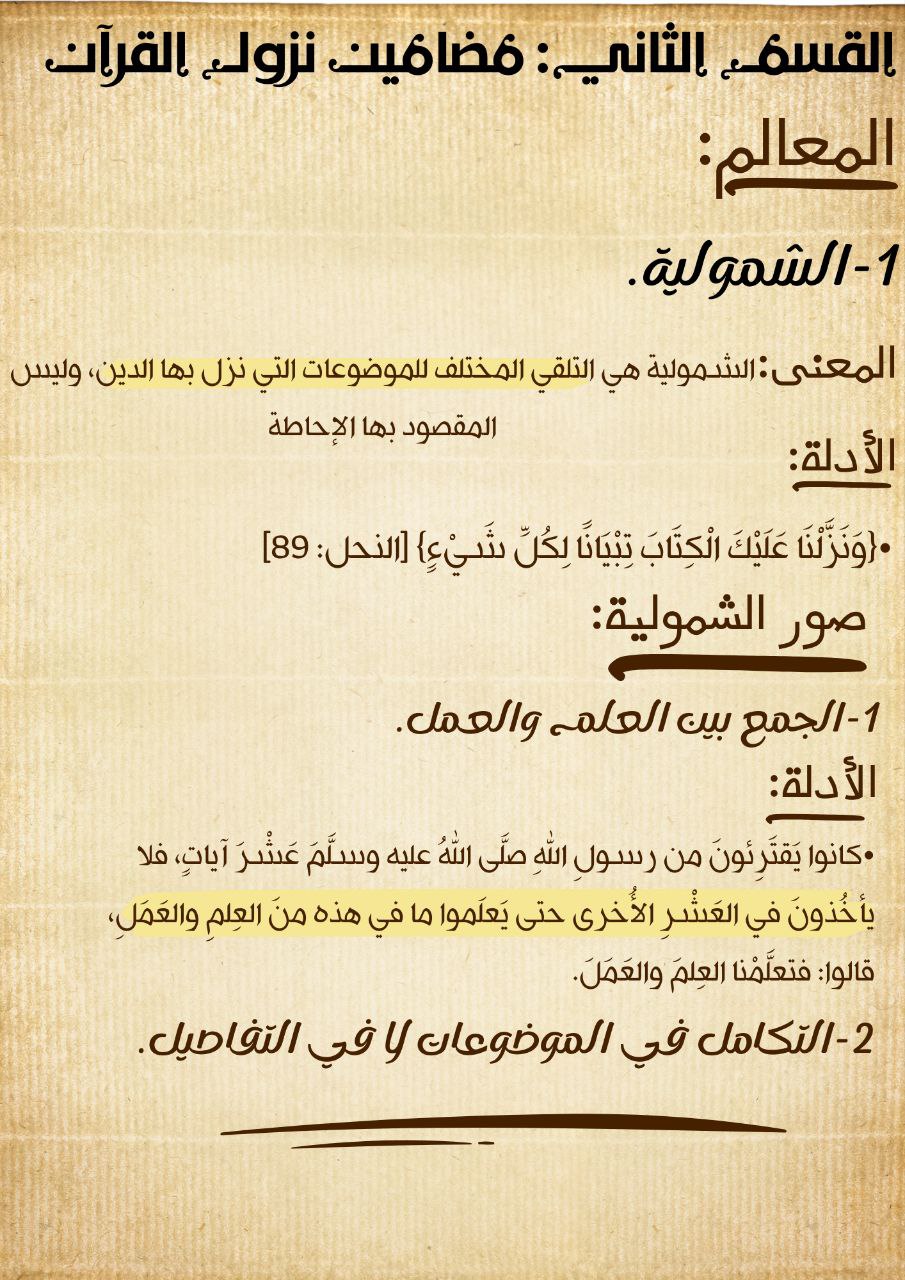 القسم الثاني: مضامين نزول القرآن
المعالم:
1-الشمولية.
المعنى:الشمولية هي التلقي المختلف للموضوعات التي نزل بها الدين، وليس
المقصود بها الإحاطة
الأدلة:
•{وَنَزَّلْنَا عَلَيْكَ الْكِتَابَ تِبْيَانًا لِكُلِّ شَيْءٍ} [النحل: 89]
صور الشمولية:
1-الجمع بين العلم والعمل.
الأدلة:
•كانوا يَقتَرِئونَ من رسولِ اللهِ صلَّى اللهُ عليه وسلَّمَ عَشْرَ آياتٍ، فلا
يأخُذونَ في العَشْرِ الأُخرى حتى يَعلَموا ما في هذه منَ العِلمِ والعَمَلِ،
قالوا: فتعلَّمْنا العِلمَ والعَمَلَ.
2-التكامل في الموضوعات لا في التفاصيل.